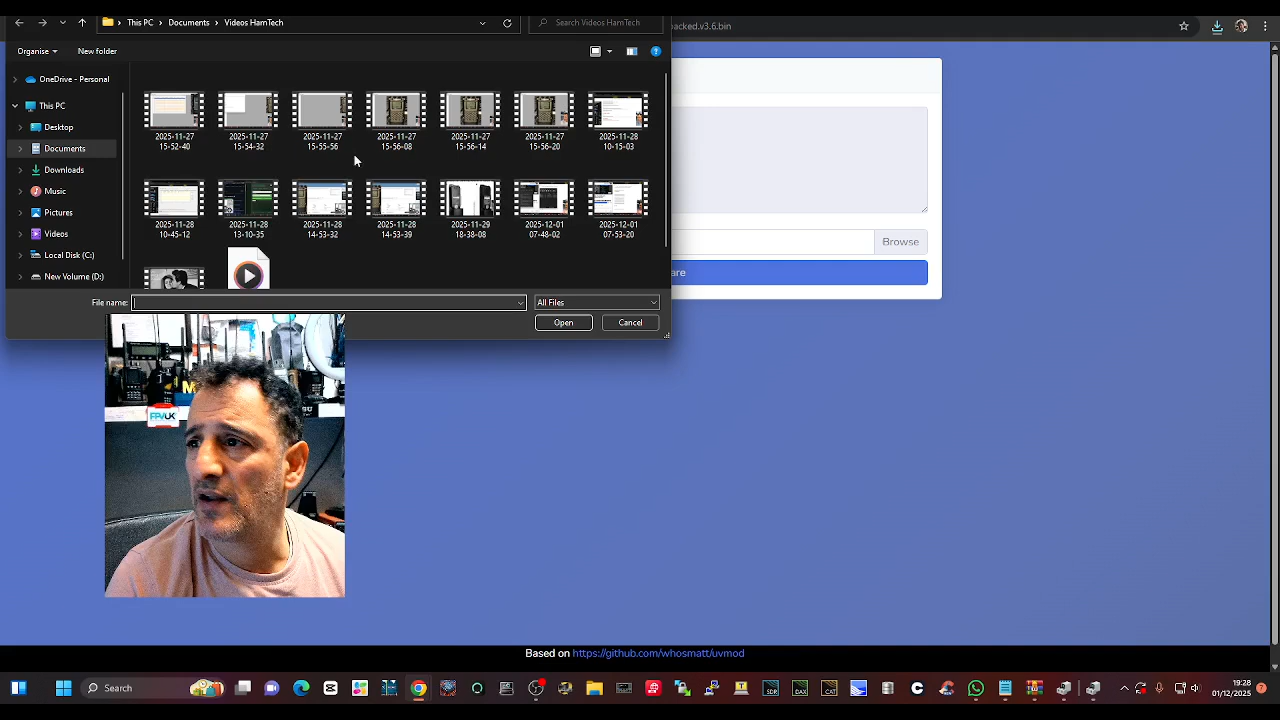 This PC > Documents > Videos HamTech
Search Videos HamTech
packed.v3.6.bin
Organise
New folder
OneDrive - Personal
This PC
Desktop
Documents
Downloads
Music
Pictures
Videos
Local Disk (C:)
New Volume (D:)
2025-11-27 2025-11-27 2025-11-27 2025-11-27 2025-11-27 2025-11-27 2025-11-28
15-52-40 15-54-32 15-55-56 15-56-08 15-56-14 15-56-20 10-15-03
2025-11-28 2025-11-28 2025-11-28 2025-11-28 2025-11-29 2025-12-01 2025-12-01
10-45-12 13-10-35 14-53-32 14-53-39 18-38-08 07-48-02 07-53-20
File name:
All Files
Open
Cancel
Browse
FPVUK
Based on https://github.com/whosmatt/uvmod
Search
SDR
DAX
CAT
19:28
01/12/2025